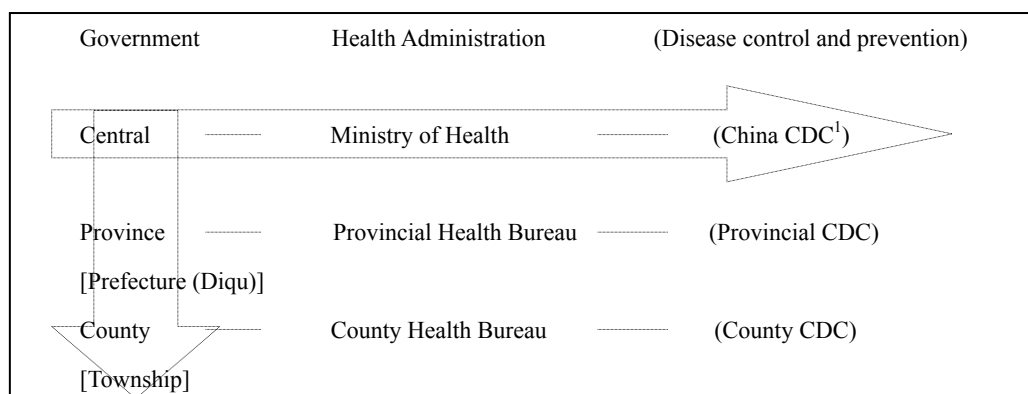 Government Health Administration (Disease control and prevention)
Central Ministry of Health (China CDC1)
Province Provincial Health Bureau (Provincial CDC)
[Prefecture (Diqu)]
County County Health Bureau (County CDC)
[Township]